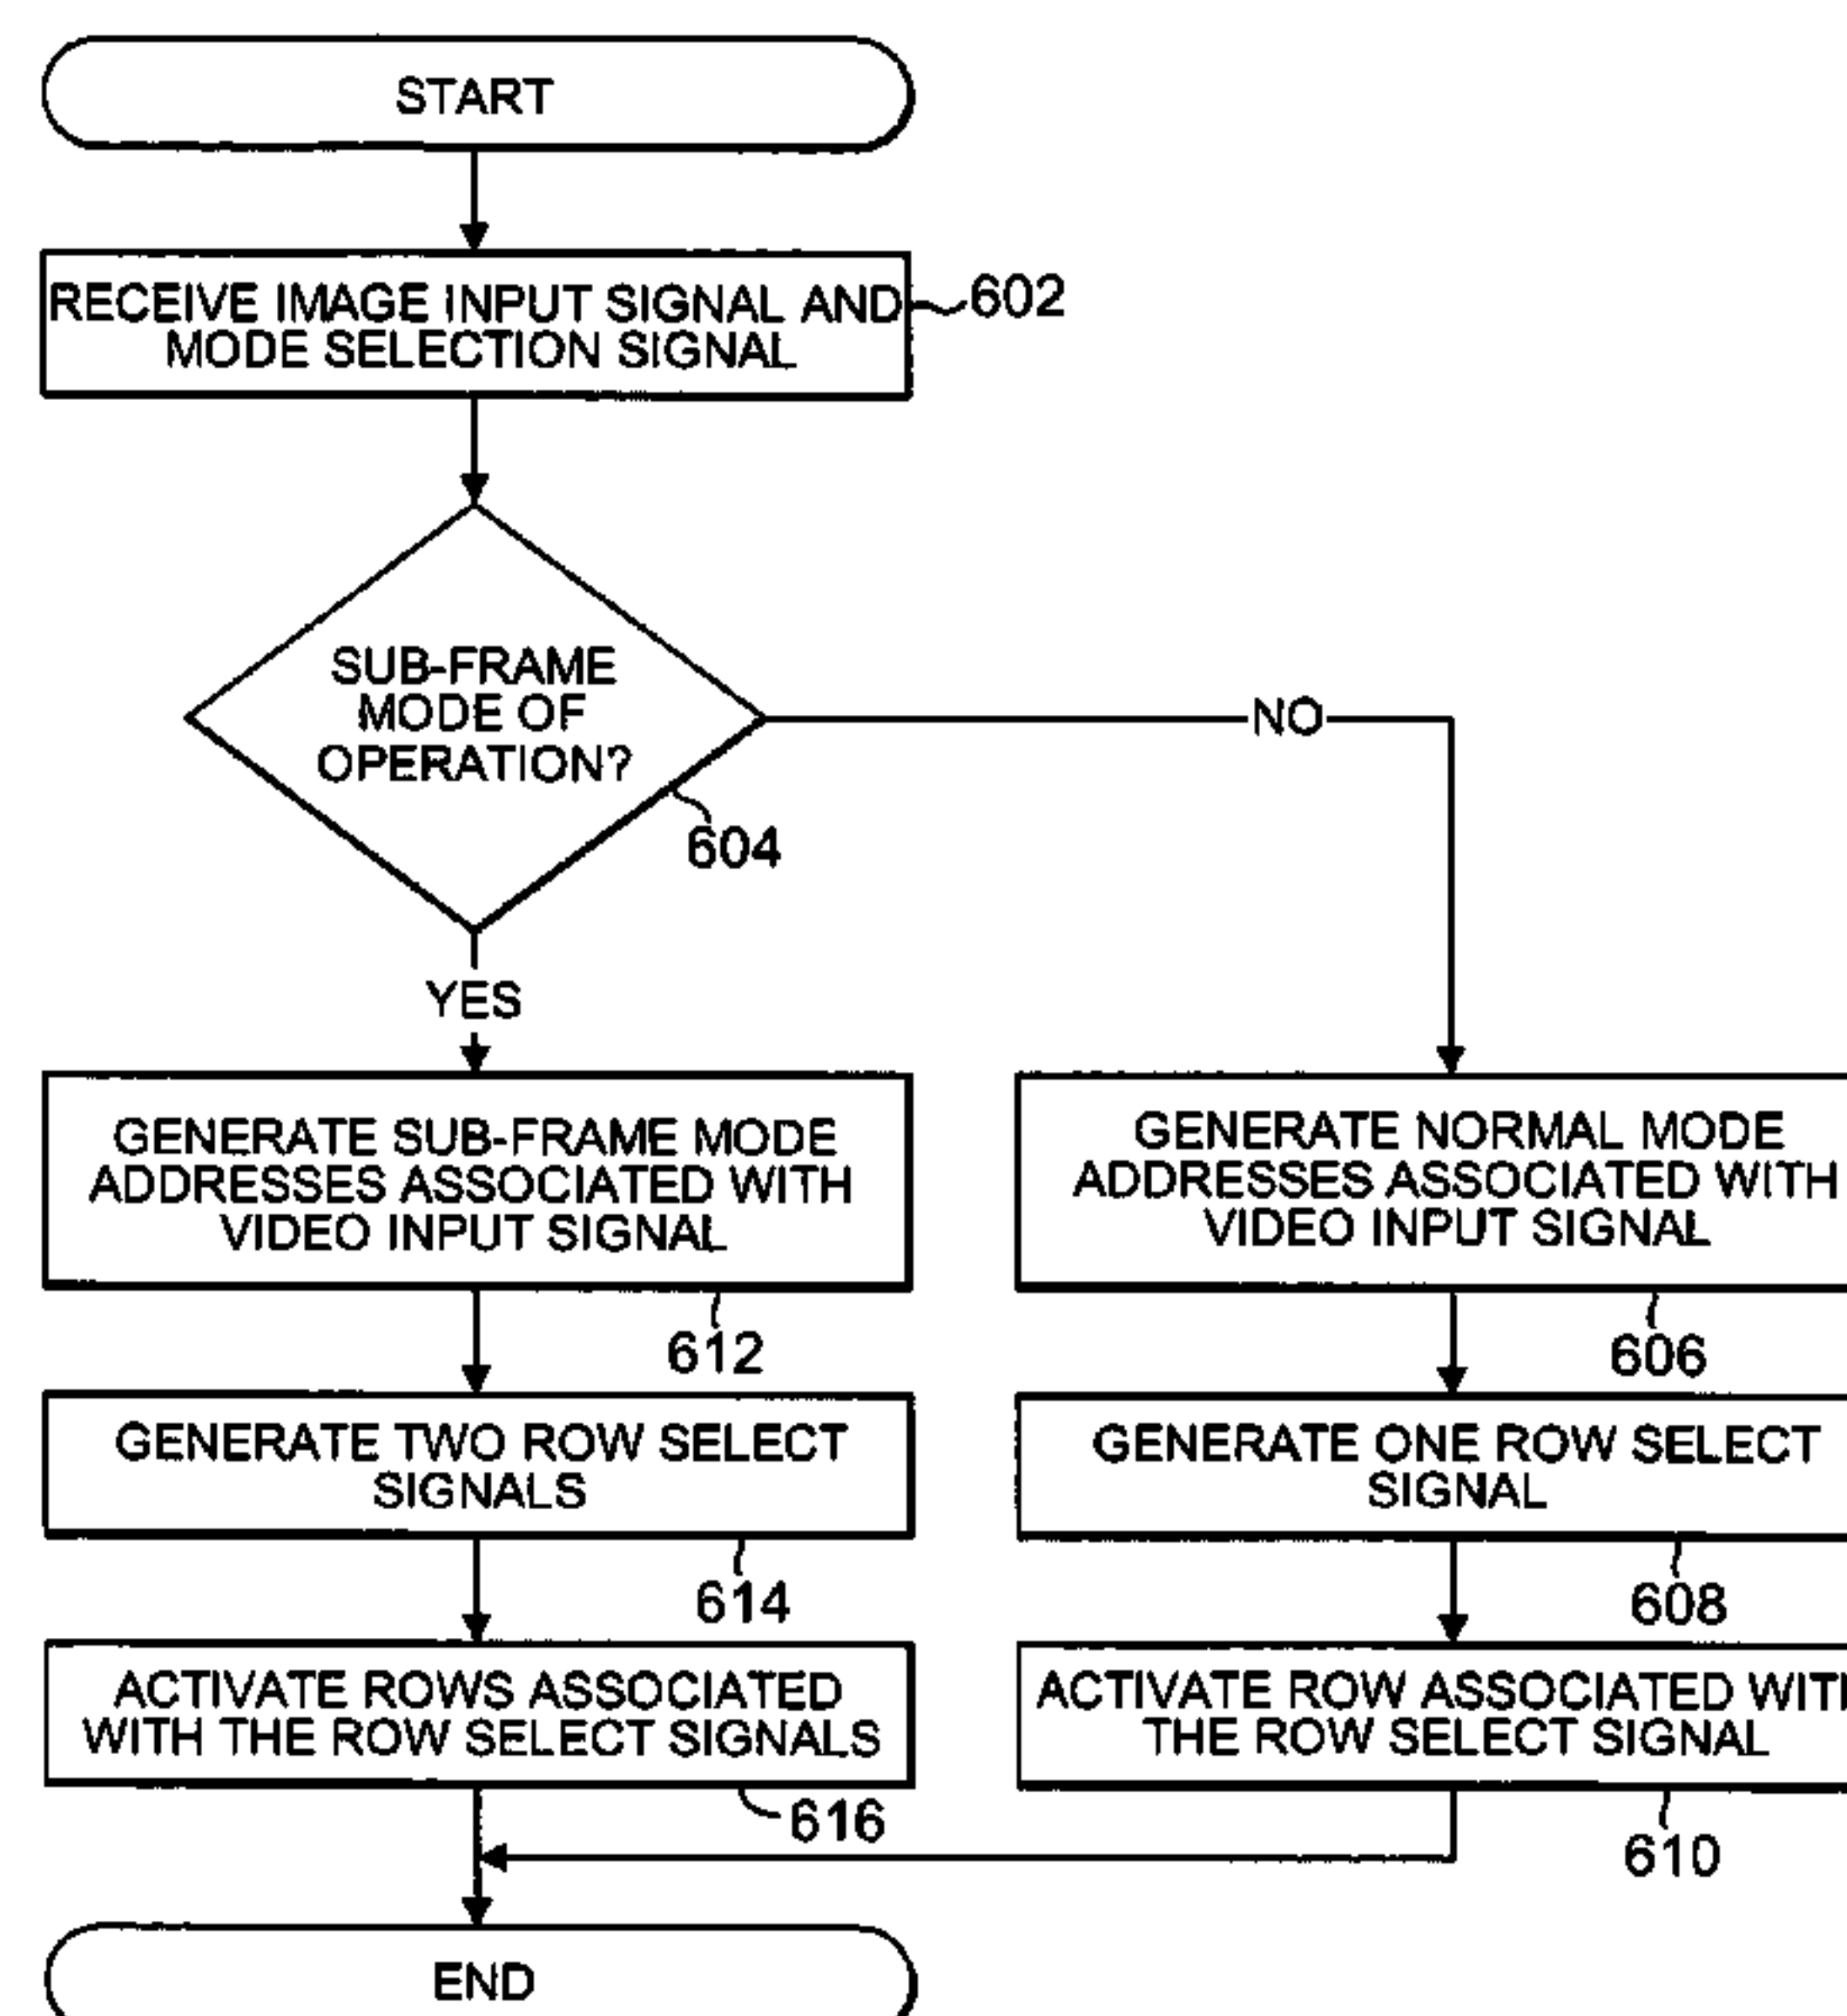 START
RECEIVE IMAGE INPUT SIGNAL AND
MODE SELECTION SIGNAL
602
SUB-FRAME
MODE OF
OPERATION?
604
NO
YES
GENERATE SUB-FRAME MODE
ADDRESSES ASSOCIATED WITH
VIDEO INPUT SIGNAL
612
GENERATE NORMAL MODE
ADDRESSES ASSOCIATED WITH
VIDEO INPUT SIGNAL
606
GENERATE TWO ROW SELECT
SIGNALS
614
GENERATE ONE ROW SELECT
SIGNAL
608
ACTIVATE ROWS ASSOCIATED
WITH THE ROW SELECT SIGNALS
616
ACTIVATE ROW ASSOCIATED WITH
THE ROW SELECT SIGNAL
610
END